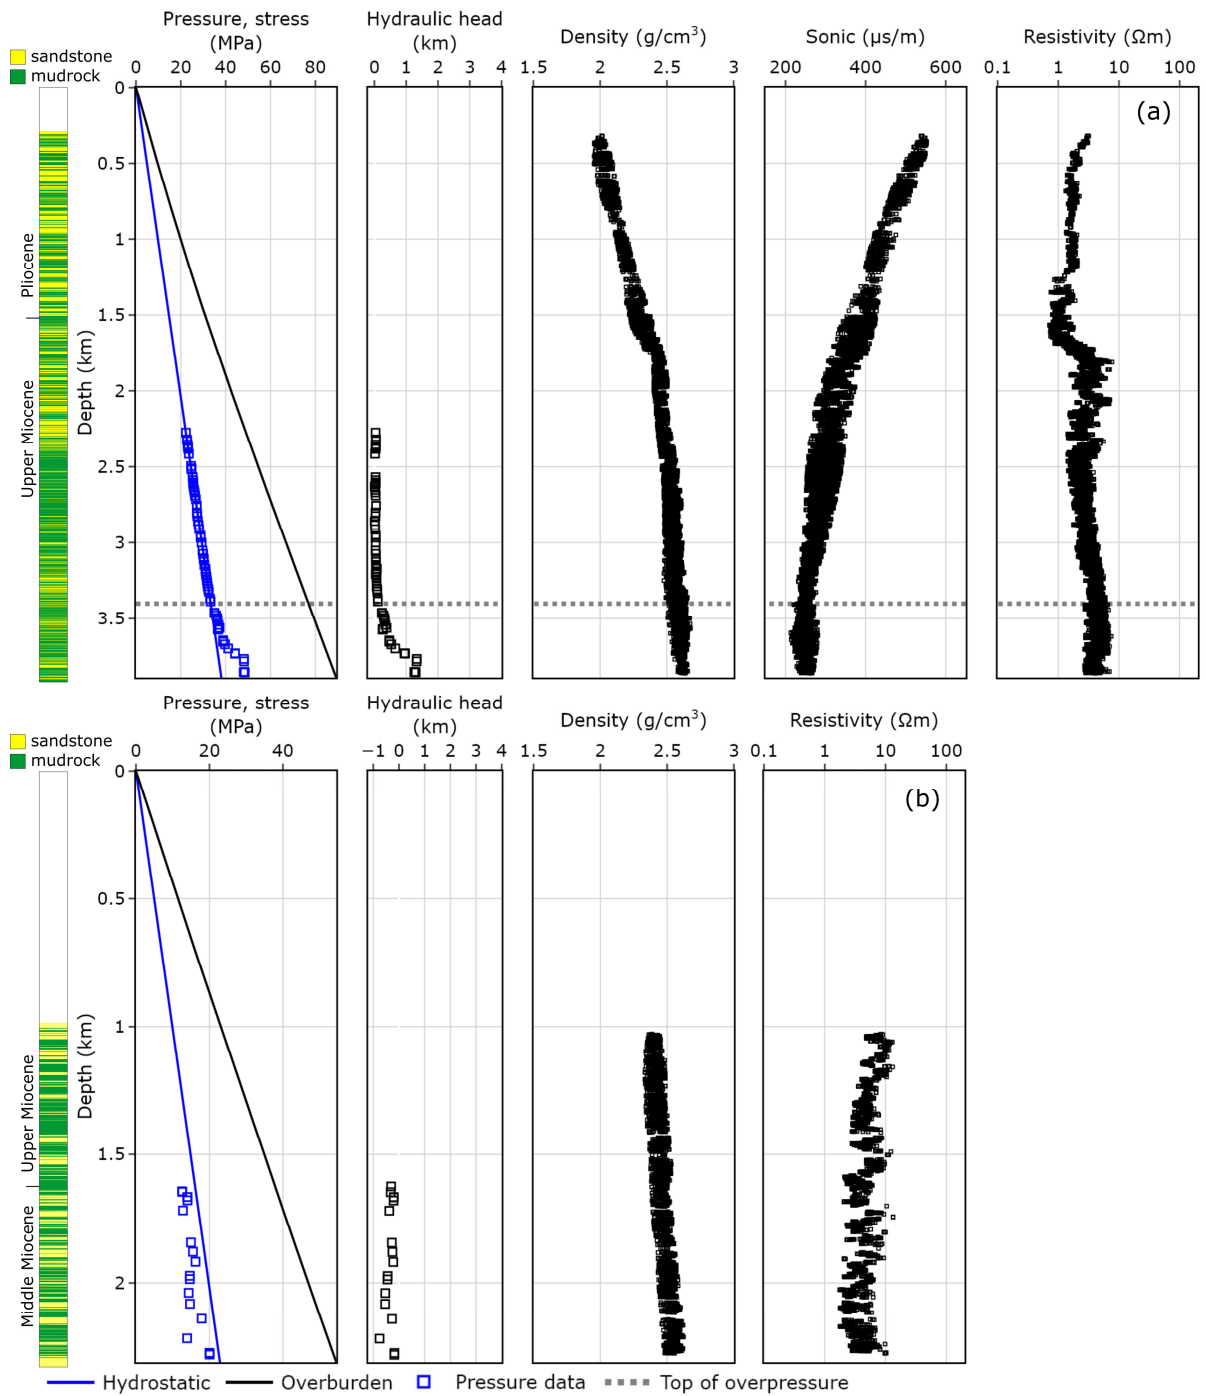 Pressure, stress
(MPa)
Hydraulic head
(km)
Density (g/cm³)
Sonic (μs/m)
Resistivity (Ωm)
sandstone
mudrock
0 20 40 60 80
0 1 2 3 4
1.5 2 2.5 3
200 400 600
0.1 1 10 100
(a)
0
0.5
1
1.5
2
2.5
3
3.5
Depth (km)
Pliocene
Upper Miocene
Pressure, stress
(MPa)
Hydraulic head
(km)
Density (g/cm³)
Resistivity (Ωm)
sandstone
mudrock
0 20 40
−1 0 1 2 3 4
1.5 2 2.5 3
0.1 1 10 100
(b)
0
0.5
1
1.5
2
Depth (km)
Upper Miocene
Middle Miocene
Hydrostatic Overburden Pressure data Top of overpressure